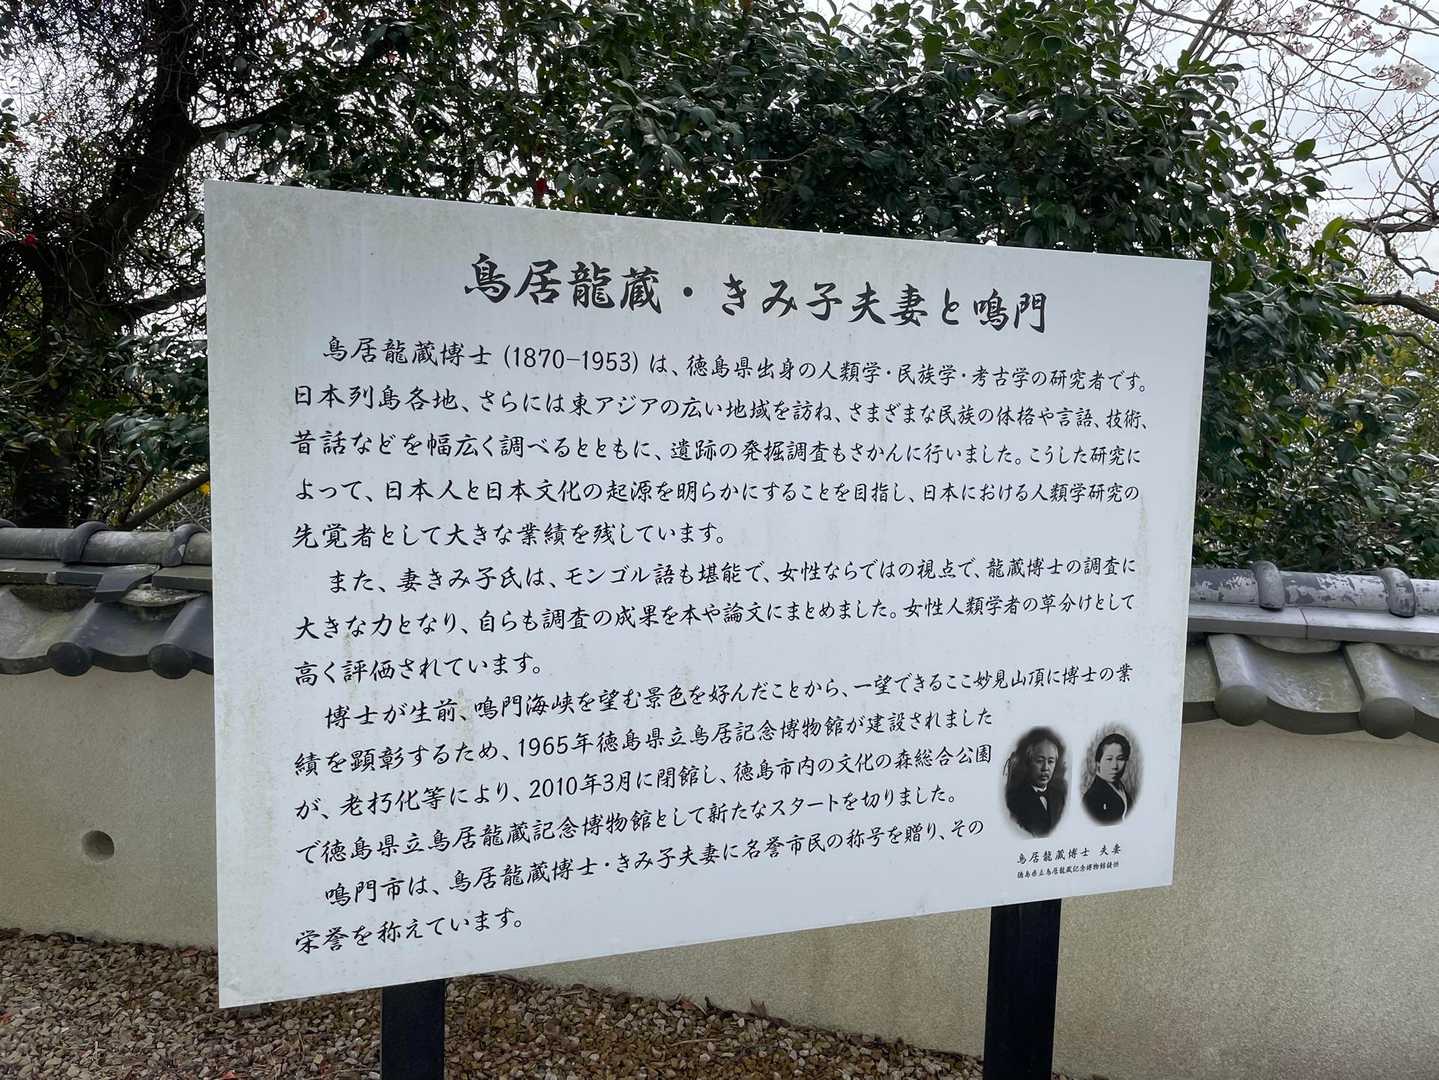 鳥居龍蔵・きみ子夫妻と鳴門
鳥居龍蔵博士(1870-1953)は、徳島県出身の人類学・民族学・考古学の研究者です。
日本列島各地、さらには東アジアの広い地域を訪ね、さまざまな民族の体格や言語、技術、
昔話などを幅広く調べるとともに、遺跡の発掘調査もさかんに行いました。こうした研究に
よって、日本人と日本文化の起源を明らかにすることを目指し、日本における人類学研究の
先覚者として大きな業績を残しています。
また、妻きみ子氏は、モンゴル語も堪能で、女性ならではの視点で、龍蔵博士の調査に
大きな力となり、自らも調査の成果を本や論文にまとめました。女性人類学者の草分けとして
高く評価されています。
博士が生前、鳴門海峡を望む景色を好んだことから、一望できるここ妙見山頂に博士の業
績を顕彰するため、1965年徳島県立鳥居記念博物館が建設されました
が、老朽化等により、2010年3月に閉館し、徳島市内の文化の森総合公園
で徳島県立鳥居龍蔵記念博物館として新たなスタートを切りました。
鳴門市は、鳥居龍蔵博士・きみ子夫妻に名誉市民の称号を贈り、その
栄誉を称えています。
鳥居龍蔵博士 夫妻
徳島県立鳥居龍蔵記念博物館提供